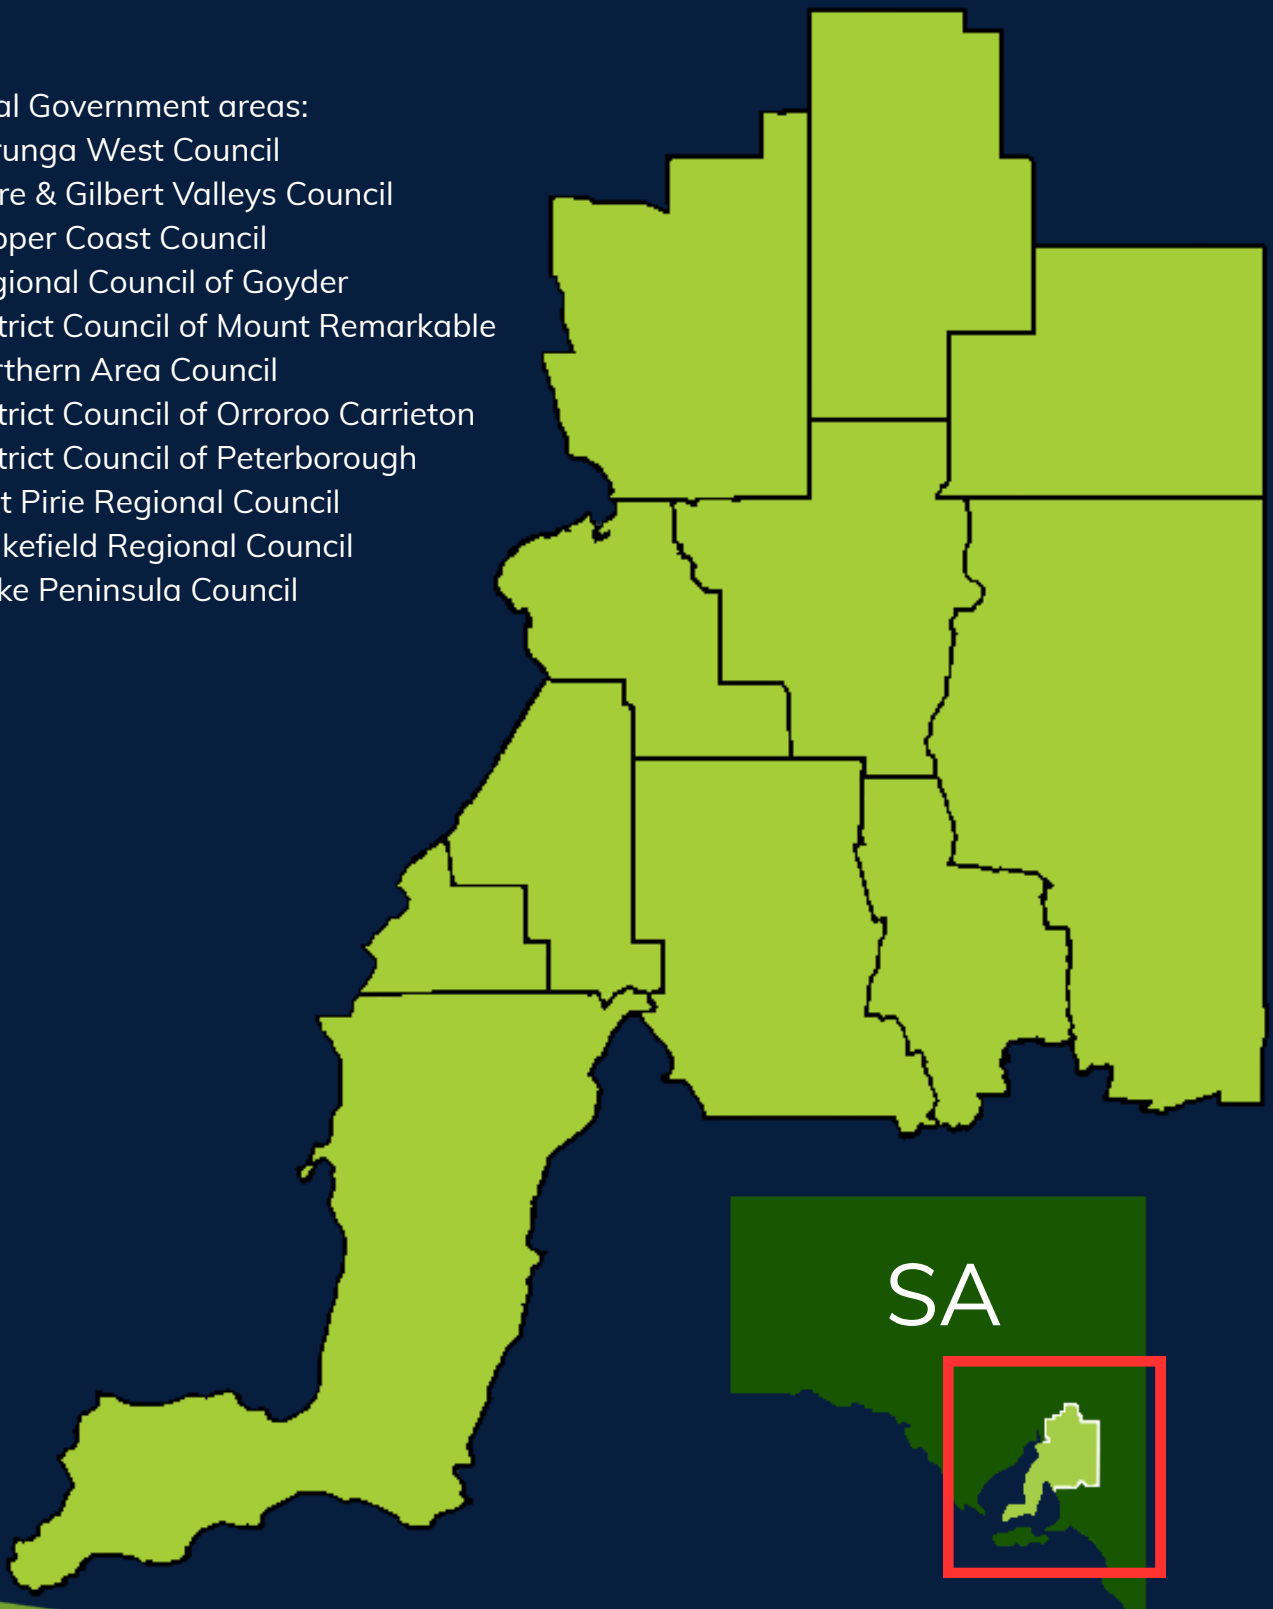 al Government areas:
runga West Council
re & Gilbert Valleys Council
pper Coast Council
gional Council of Goyder
trict Council of Mount Remarkable
rthern Area Council
trict Council of Orroroo Carrieton
trict Council of Peterborough
t Pirie Regional Council
kefield Regional Council
ke Peninsula Council
SA